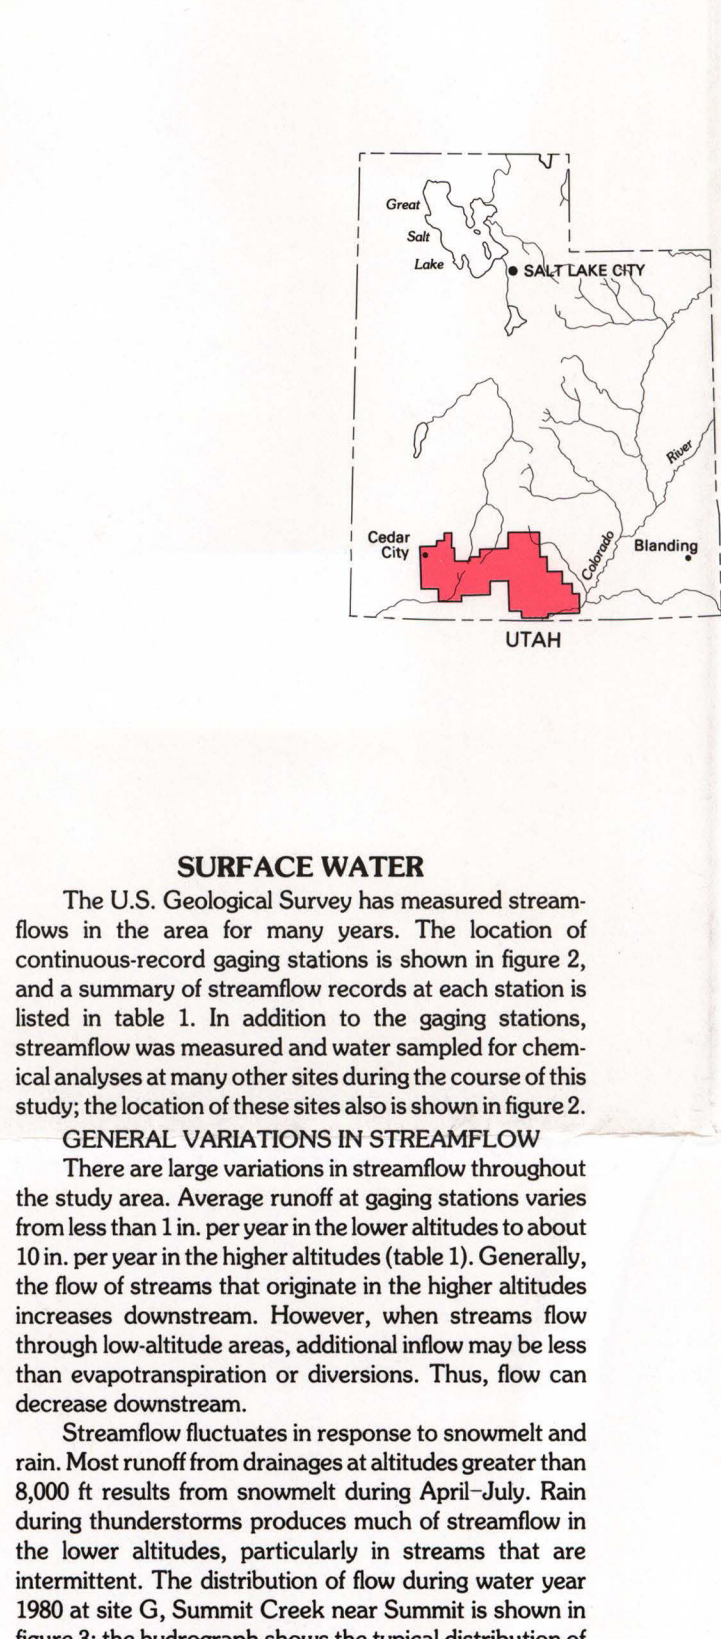 Great
Salt
Lake
SALT LAKE CITY
River
Cedar
City
Colorado
Blanding
UTAH
SURFACE WATER
The U.S. Geological Survey has measured stream-
flows in the area for many years. The location of
continuous-record gaging stations is shown in figure 2,
and a summary of streamflow records at each station is
listed in table 1. In addition to the gaging stations,
streamflow was measured and water sampled for chem-
ical analyses at many other sites during the course of this
study; the location of these sites also is shown in figure 2.
GENERAL VARIATIONS IN STREAMFLOW
There are large variations in streamflow throughout
the study area. Average runoff at gaging stations varies
from less than 1 in. per year in the lower altitudes to about
10 in. per year in the higher altitudes (table 1). Generally,
the flow of streams that originate in the higher altitudes
increases downstream. However, when streams flow
through low-altitude areas, additional inflow may be less
than evapotranspiration or diversions. Thus, flow can
decrease downstream.
Streamflow fluctuates in response to snowmelt and
rain. Most runoff from drainages at altitudes greater than
8,000 ft results from snowmelt during April–July. Rain
during thunderstorms produces much of streamflow in
the lower altitudes, particularly in streams that are
intermittent. The distribution of flow during water year
1980 at site G, Summit Creek near Summit is shown in
figure 3; the hydrograph shows the typical distribution of